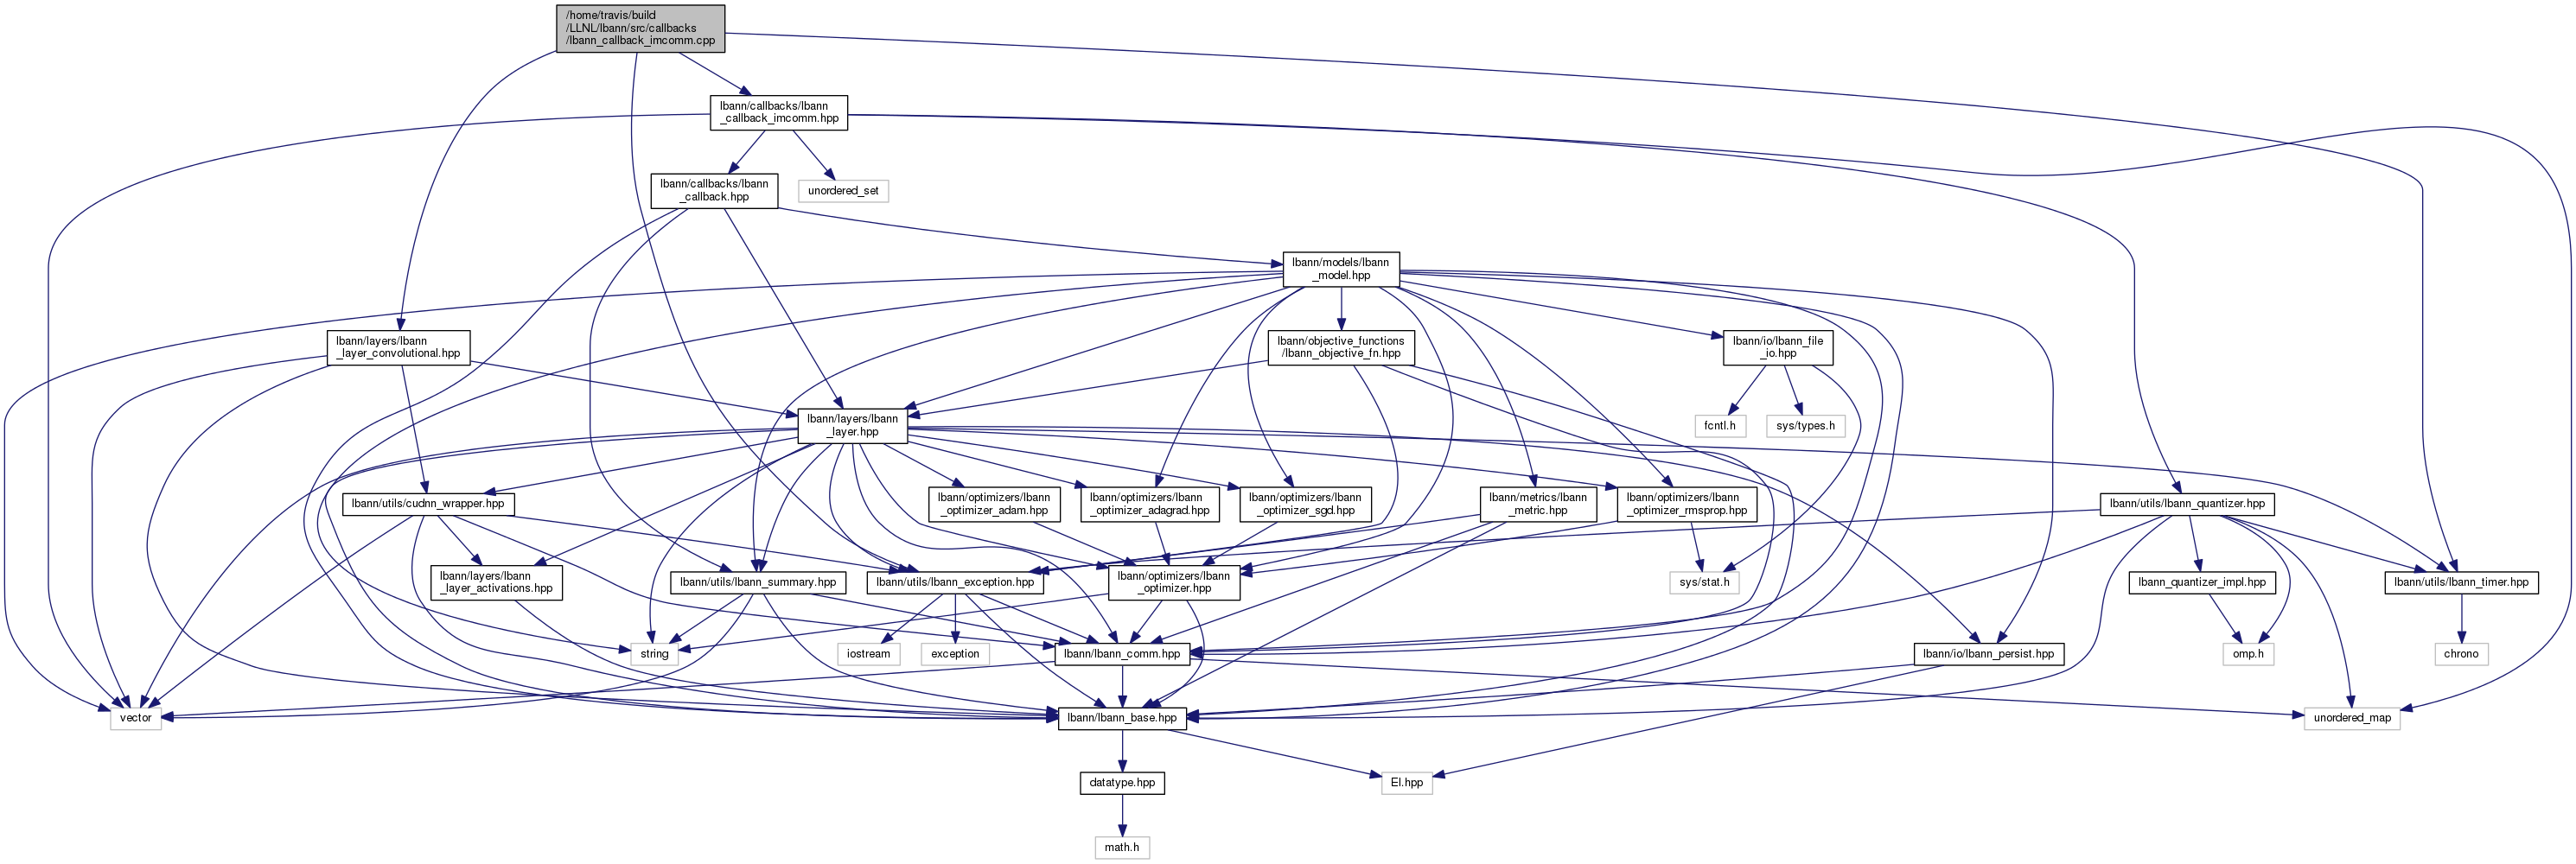 /home/travis/build
/LLNL/lbann/src/callbacks
/lbann_callback_imcomm.cpp
lbann/callbacks/lbann
_callback_imcomm.hpp
lbann/callbacks/lbann
_callback.hpp
unordered_set
lbann/models/lbann
_model.hpp
lbann/layers/lbann
_layer_convolutional.hpp
lbann/objective_functions
/lbann_objective_fn.hpp
lbann/io/lbann_file
_io.hpp
lbann/layers/lbann
_layer.hpp
fcntl.h
sys/types.h
lbann/utils/cudnn_wrapper.hpp
lbann/optimizers/lbann
_optimizer_adam.hpp
lbann/optimizers/lbann
_optimizer_adagrad.hpp
lbann/optimizers/lbann
_optimizer_sgd.hpp
lbann/metrics/lbann
_metric.hpp
lbann/optimizers/lbann
_optimizer_rmsprop.hpp
lbann/utils/lbann_quantizer.hpp
lbann/layers/lbann
_layer_activations.hpp
lbann/utils/lbann_summary.hpp
lbann/utils/lbann_exception.hpp
lbann/optimizers/lbann
_optimizer.hpp
sys/stat.h
lbann_quantizer_impl.hpp
lbann/utils/lbann_timer.hpp
string
iostream
exception
lbann/lbann_comm.hpp
lbann/io/lbann_persist.hpp
omp.h
chrono
vector
lbann/lbann_base.hpp
unordered_map
datatype.hpp
El.hpp
math.h